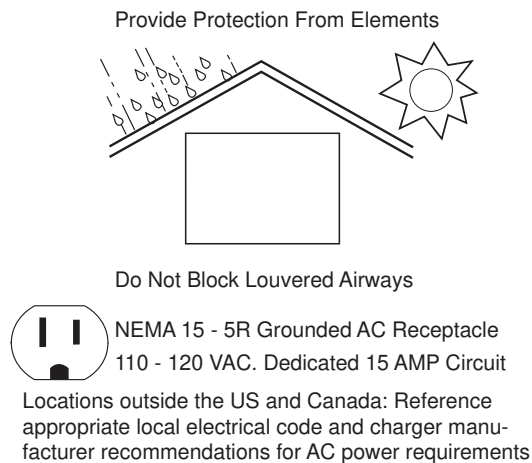 Provide Protection From Elements
Do Not Block Louvered Airways
NEMA 15 - 5R Grounded AC Receptacle
110 - 120 VAC. Dedicated 15 AMP Circuit
Locations outside the US and Canada: Reference
appropriate local electrical code and charger manu-
facturer recommendations for AC power requirements